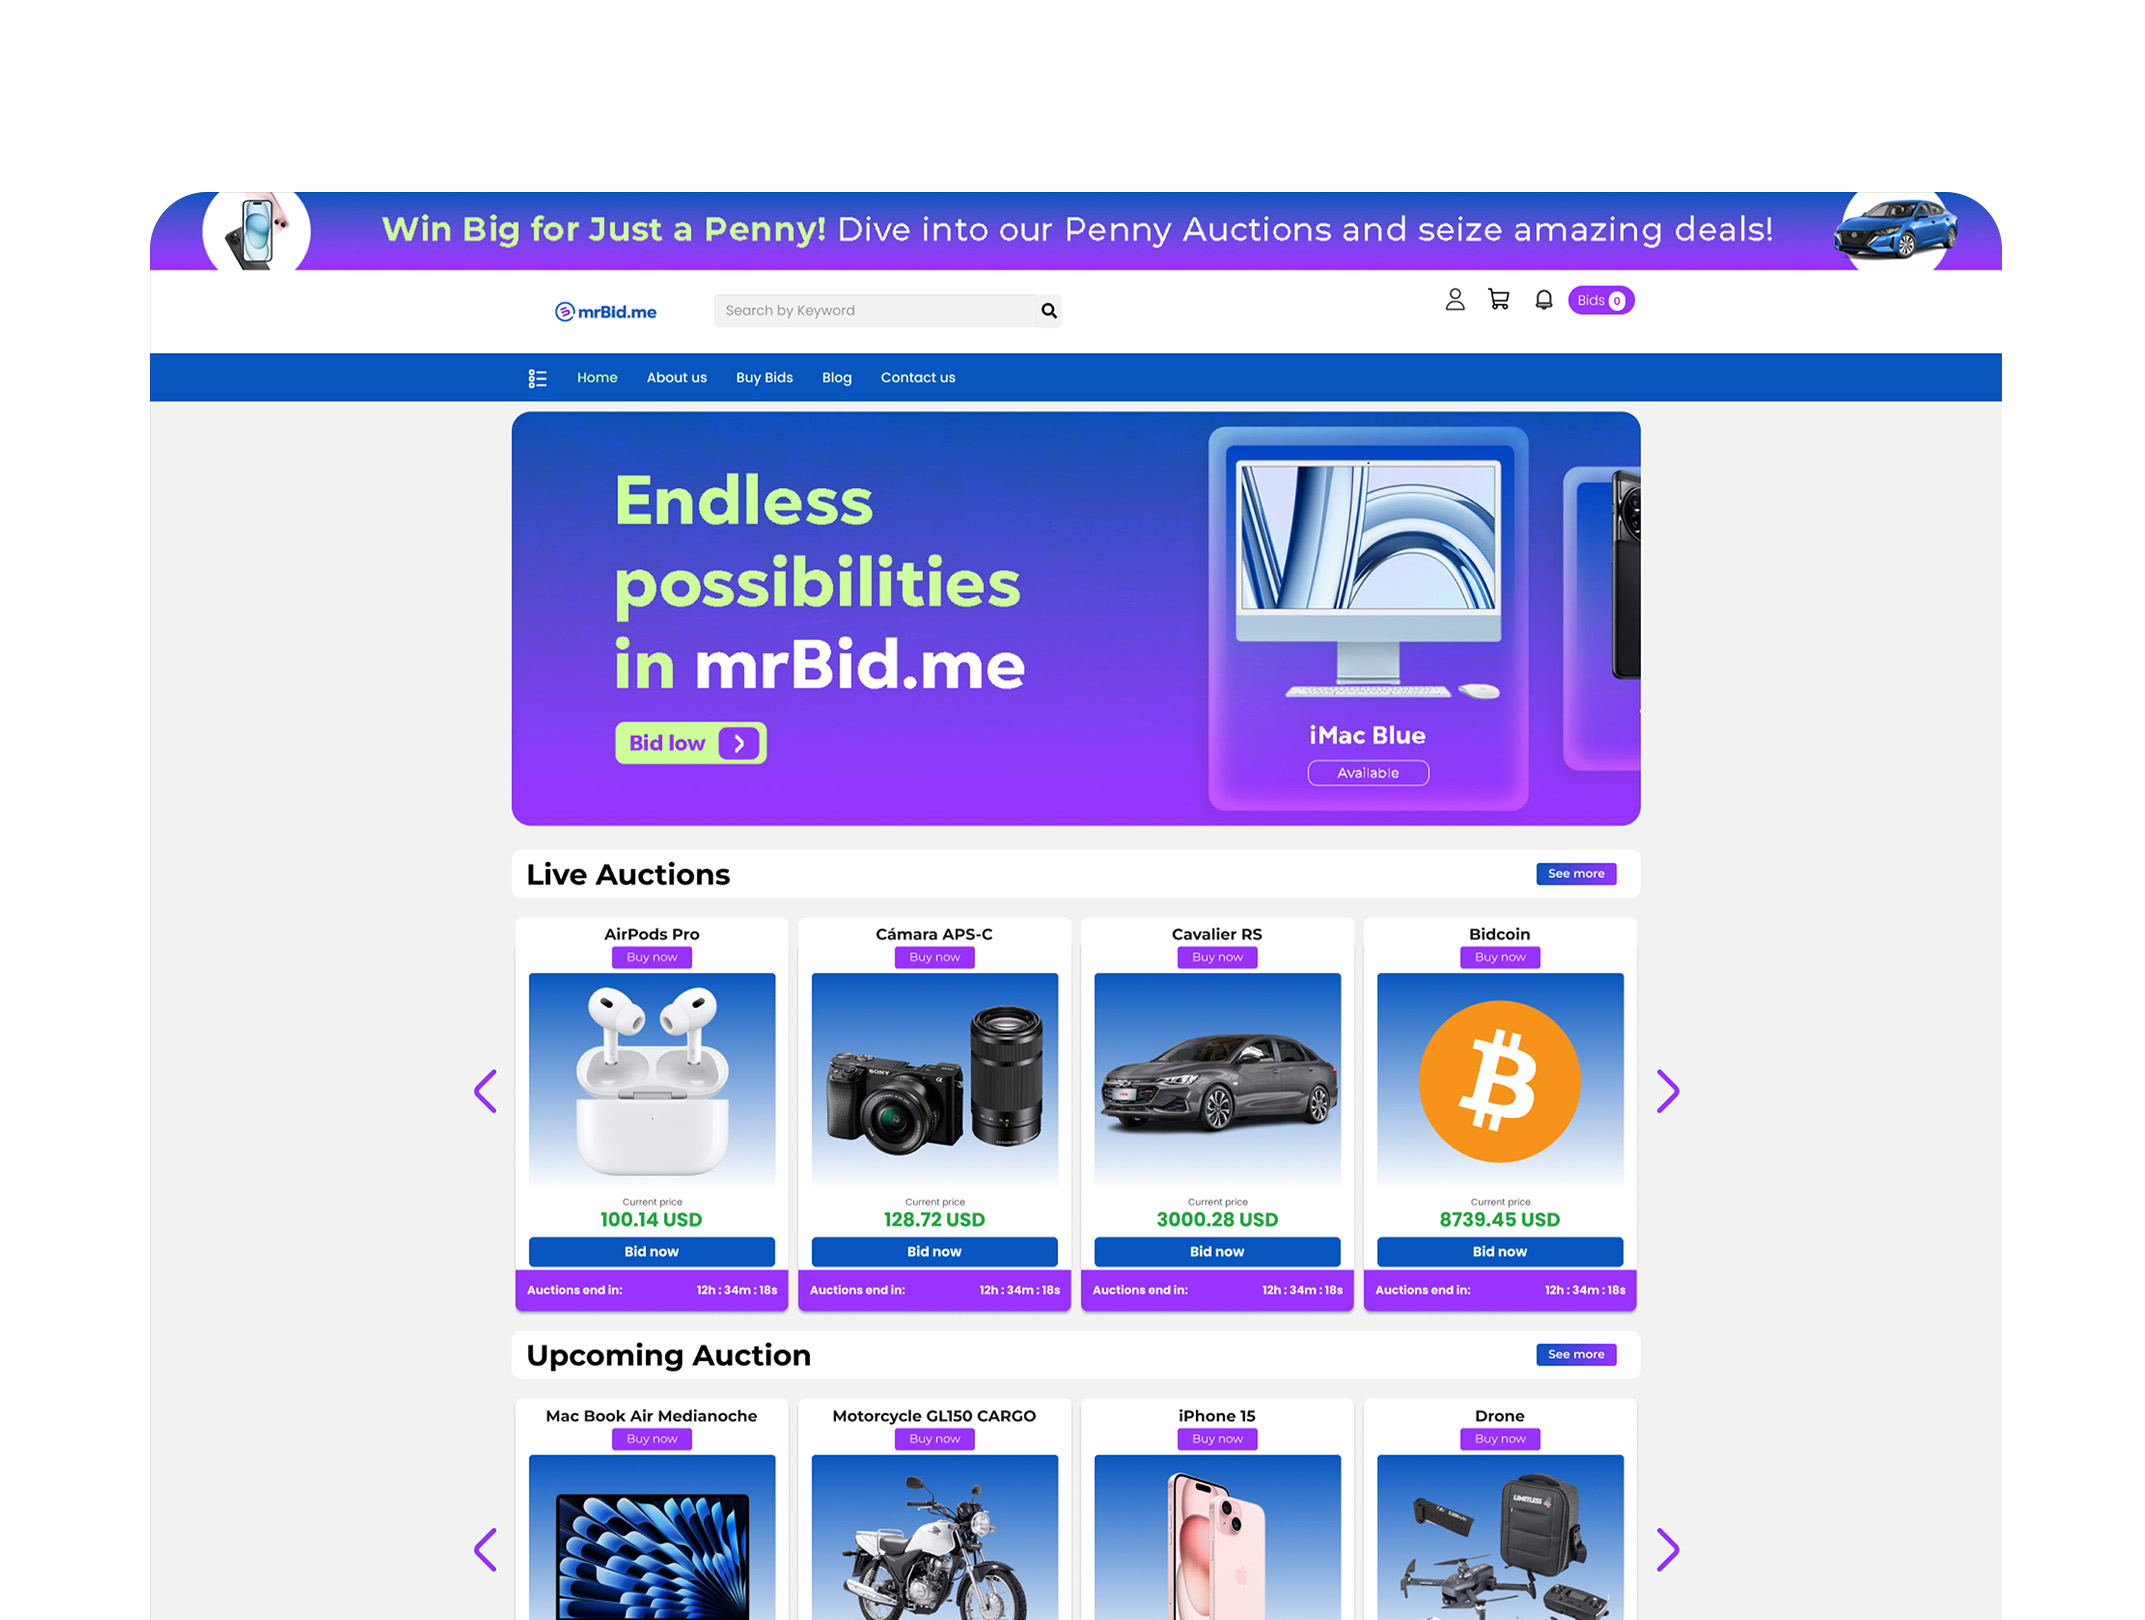 Win Big for Just a Penny! Dive into our Penny Auctions and seize amazing deals!
mrBid.me
Search by Keyword
Bids 0
Home
About us
Buy Bids
Blog
Contact us
Endless
possibilities
in mrBid.me
Bid low
iMac Blue
Available
Live Auctions
See more
AirPods Pro
Buy now
Current price
100.14 USD
Bid now
Auctions end in: 12h : 34m : 18s
Cámara APS-C
Buy now
SONY
Current price
128.72 USD
Bid now
Auctions end in: 12h : 34m : 18s
Cavalier RS
Buy now
Current price
3000.28 USD
Bid now
Auctions end in: 12h : 34m : 18s
Bidcoin
Buy now
Current price
8739.45 USD
Bid now
Auctions end in: 12h : 34m : 18s
Upcoming Auction
See more
Mac Book Air Medianoche
Buy now
Motorcycle GL150 CARGO
Buy now
iPhone 15
Buy now
Drone
Buy now
LIMITLESS 4